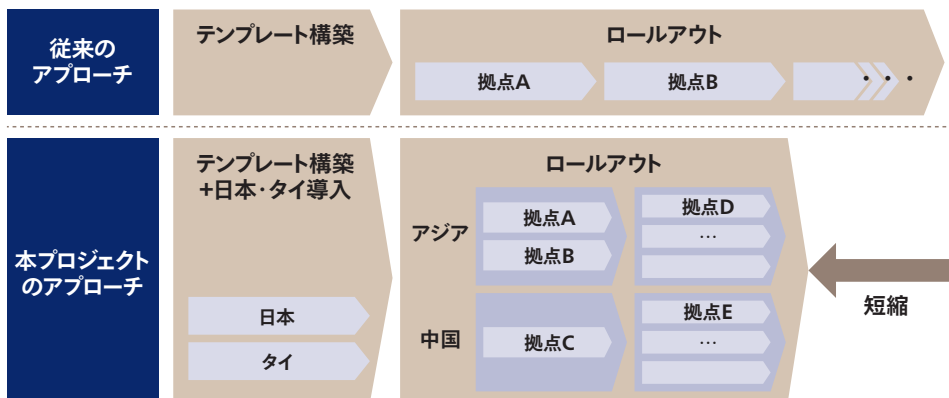 従来の
アプローチ
テンプレート構築
ロールアウト
拠点A
拠点B
・・・
本プロジェクト
のアプローチ
テンプレート構築
+日本・タイ導入
日本
タイ
ロールアウト
アジア
拠点A
拠点B
拠点D
…
中国
拠点C
拠点E
…
短縮